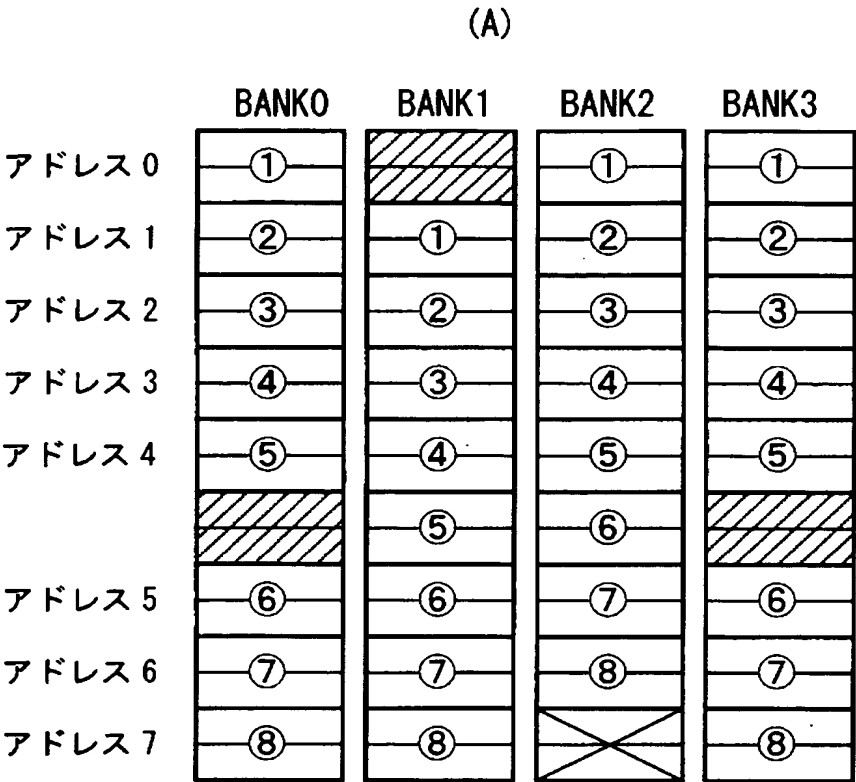 (A)
BANK0 BANK1 BANK2 BANK3
アドレス0 ① ① ①
アドレス1 ② ① ② ②
アドレス2 ③ ② ③ ③
アドレス3 ④ ③ ④ ④
アドレス4 ⑤ ④ ⑤ ⑤
⑤ ⑥
アドレス5 ⑥ ⑥ ⑦ ⑥
アドレス6 ⑦ ⑦ ⑧ ⑦
アドレス7 ⑧ ⑧ ⑧